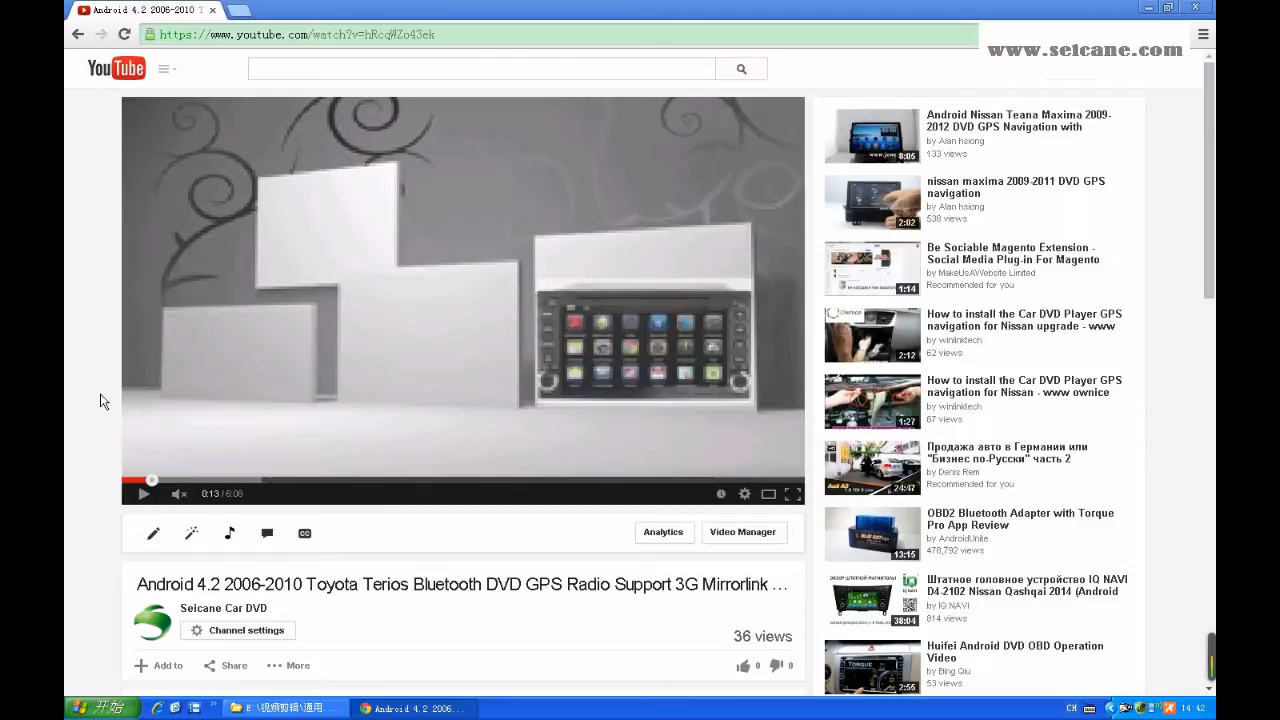 Android 4.2 2006-2010 T
https://www.youtube.com/watch?v=hRcqWZo43ek
www.seicane.com
YouTube
0:13 / 6:08
Analytics
Video Manager
Android 4.2 2006-2010 Toyota Terios Bluetooth DVD GPS Radio Support 3G Mirrorlink ...
Seicane Car DVD
Channel settings
36 views
Add to
Share
More
0
0
Android Nissan Teana Maxima 2009-
2012 DVD GPS Navigation with
by Alan hsiong
133 views
8:05
nissan maxima 2009-2011 DVD GPS
navigation
by Alan hsiong
538 views
2:02
Be Sociable Magento Extension -
Social Media Plug-in For Magento
by MakeUsAWebsite Limited
Recommended for you
1:14
How to install the Car DVD Player GPS
navigation for Nissan upgrade - www
by winlinktech
62 views
Ownice
2:12
How to install the Car DVD Player GPS
navigation for Nissan - www ownice
by winlinktech
67 views
1:27
Продажа авто в Германии или
"Бизнес по-Русски" часть 2
by Denis Rem
Recommended for you
24:47
OBD2 Bluetooth Adapter with Torque
Pro App Review
by AndroidUnite
478,792 views
13:15
Штатное головное устройство IQ NAVI
D4-2102 Nissan Qashqai 2014 (Android
by IQ NAVI
814 views
38:04
Huifei Android DVD OBD Operation
Video
by Bing Qiu
53 views
TORQUE
2:56
开始
E:\视频剪辑\通用...
Android 4.2 2006...
CH
14:42